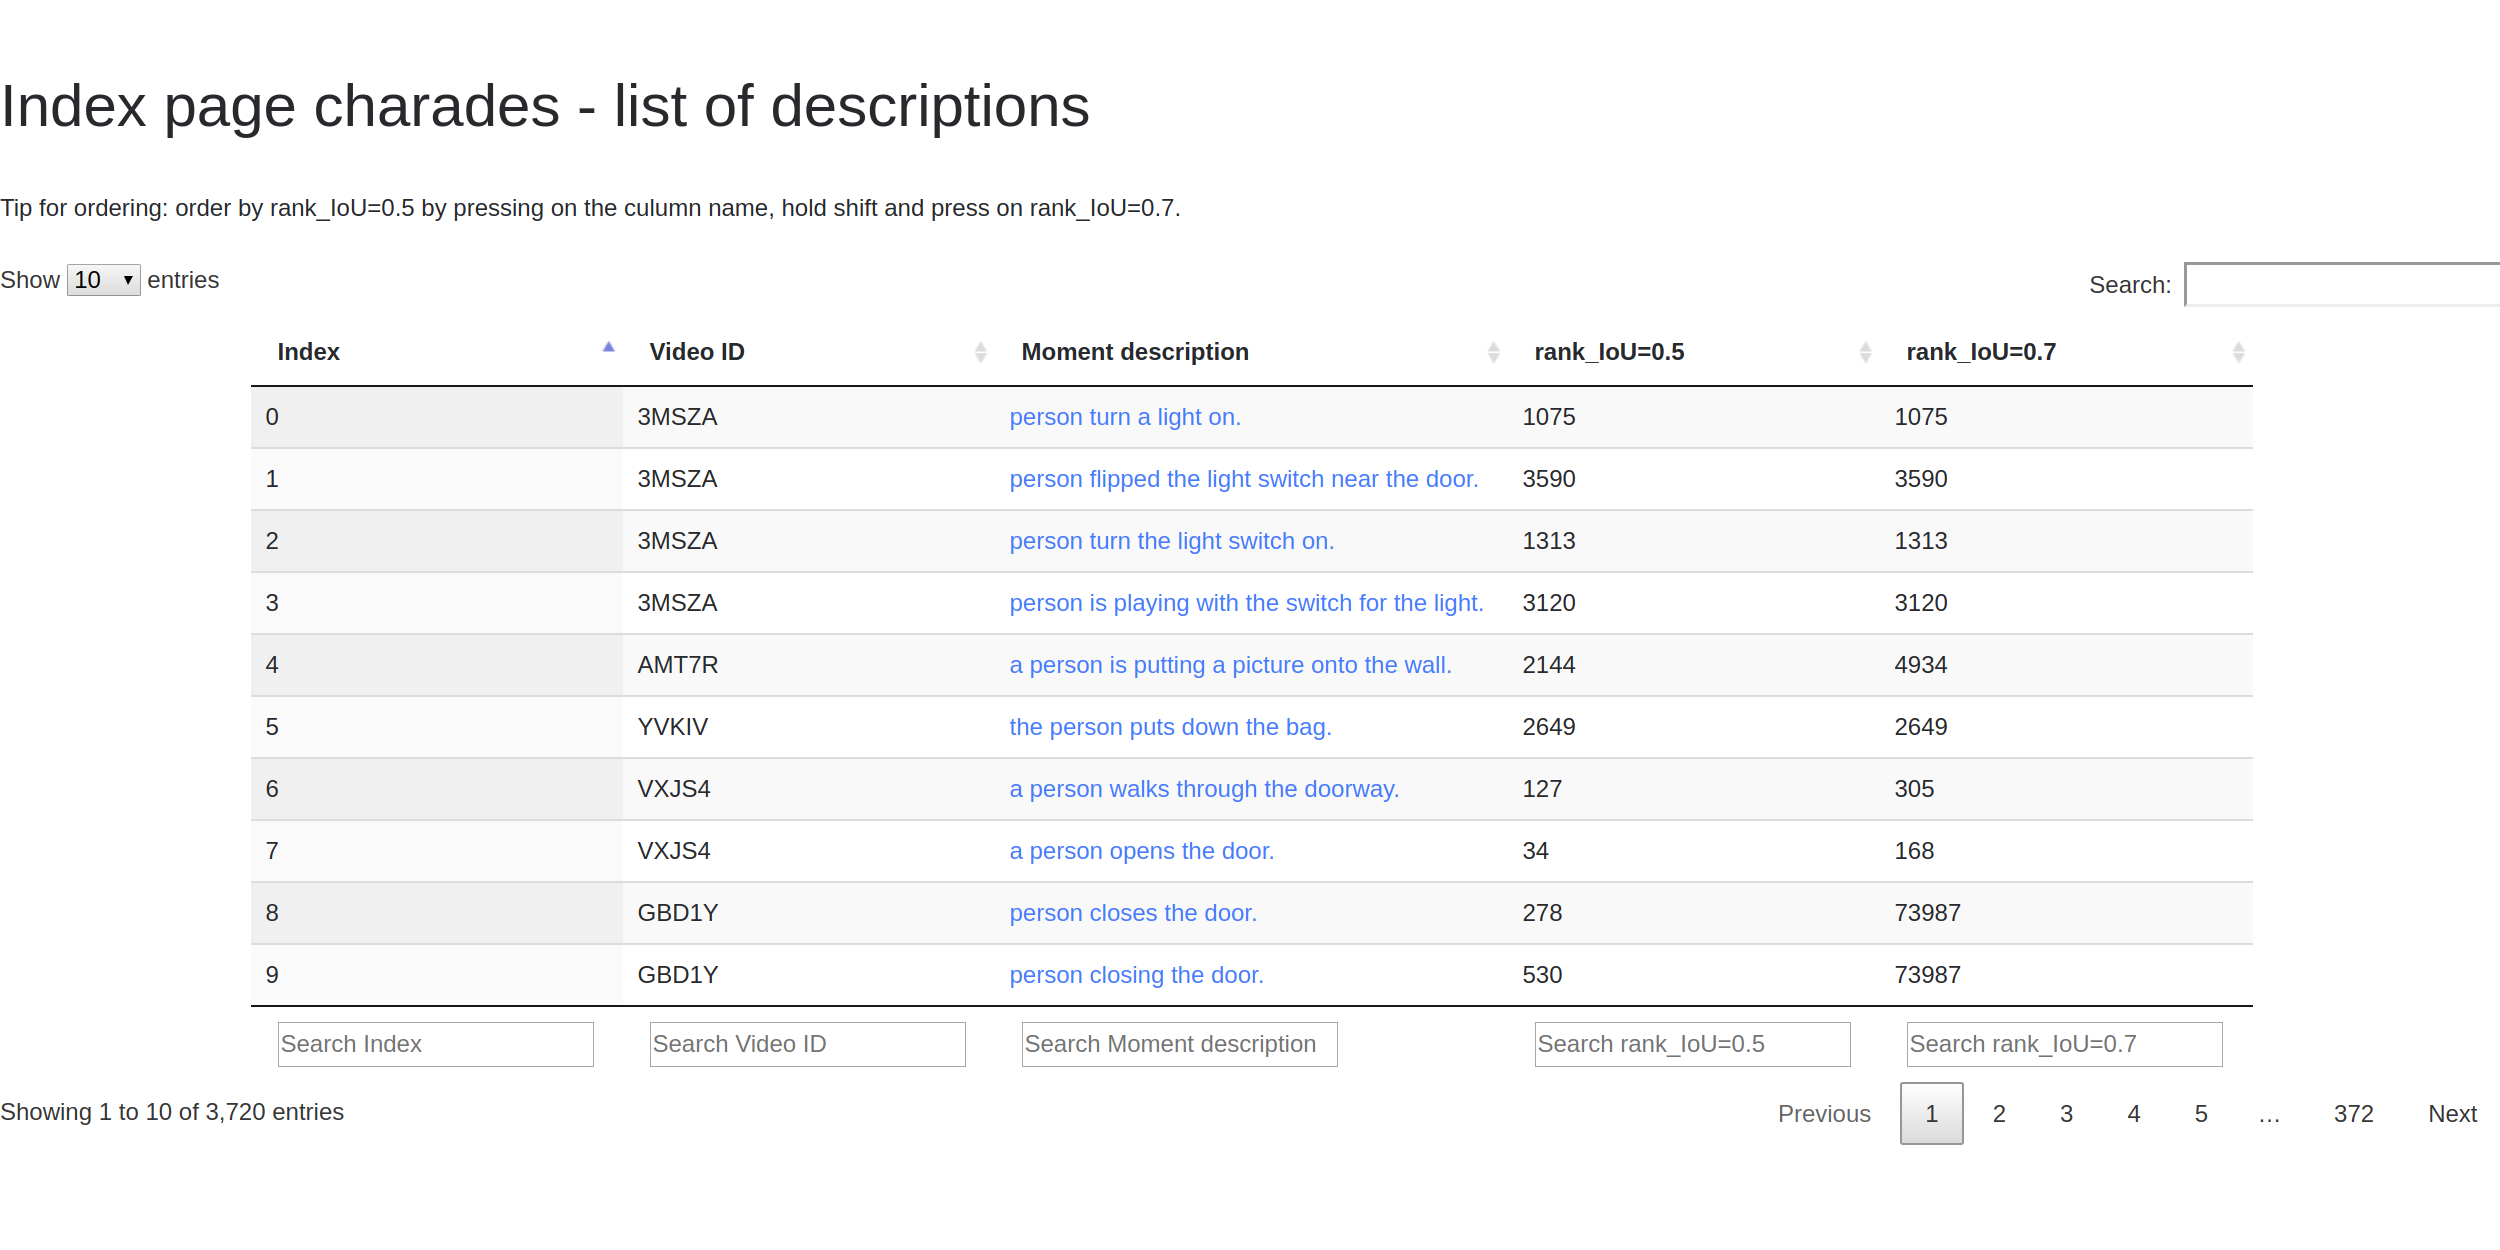 Index page charades - list of descriptions
Tip for ordering: order by rank_IoU=0.5 by pressing on the culumn name, hold shift and press on rank_IoU=0.7.
Show 10 entries
Search:
Index Video ID Moment description rank_IoU=0.5 rank_IoU=0.7
0 3MSZA person turn a light on. 1075 1075
1 3MSZA person flipped the light switch near the door. 3590 3590
2 3MSZA person turn the light switch on. 1313 1313
3 3MSZA person is playing with the switch for the light. 3120 3120
4 AMT7R a person is putting a picture onto the wall. 2144 4934
5 YVKIV the person puts down the bag. 2649 2649
6 VXJS4 a person walks through the doorway. 127 305
7 VXJS4 a person opens the door. 34 168
8 GBD1Y person closes the door. 278 73987
9 GBD1Y person closing the door. 530 73987
Search Index Search Video ID Search Moment description Search rank_IoU=0.5 Search rank_IoU=0.7
Showing 1 to 10 of 3,720 entries
Previous 1 2 3 4 5 … 372 Next